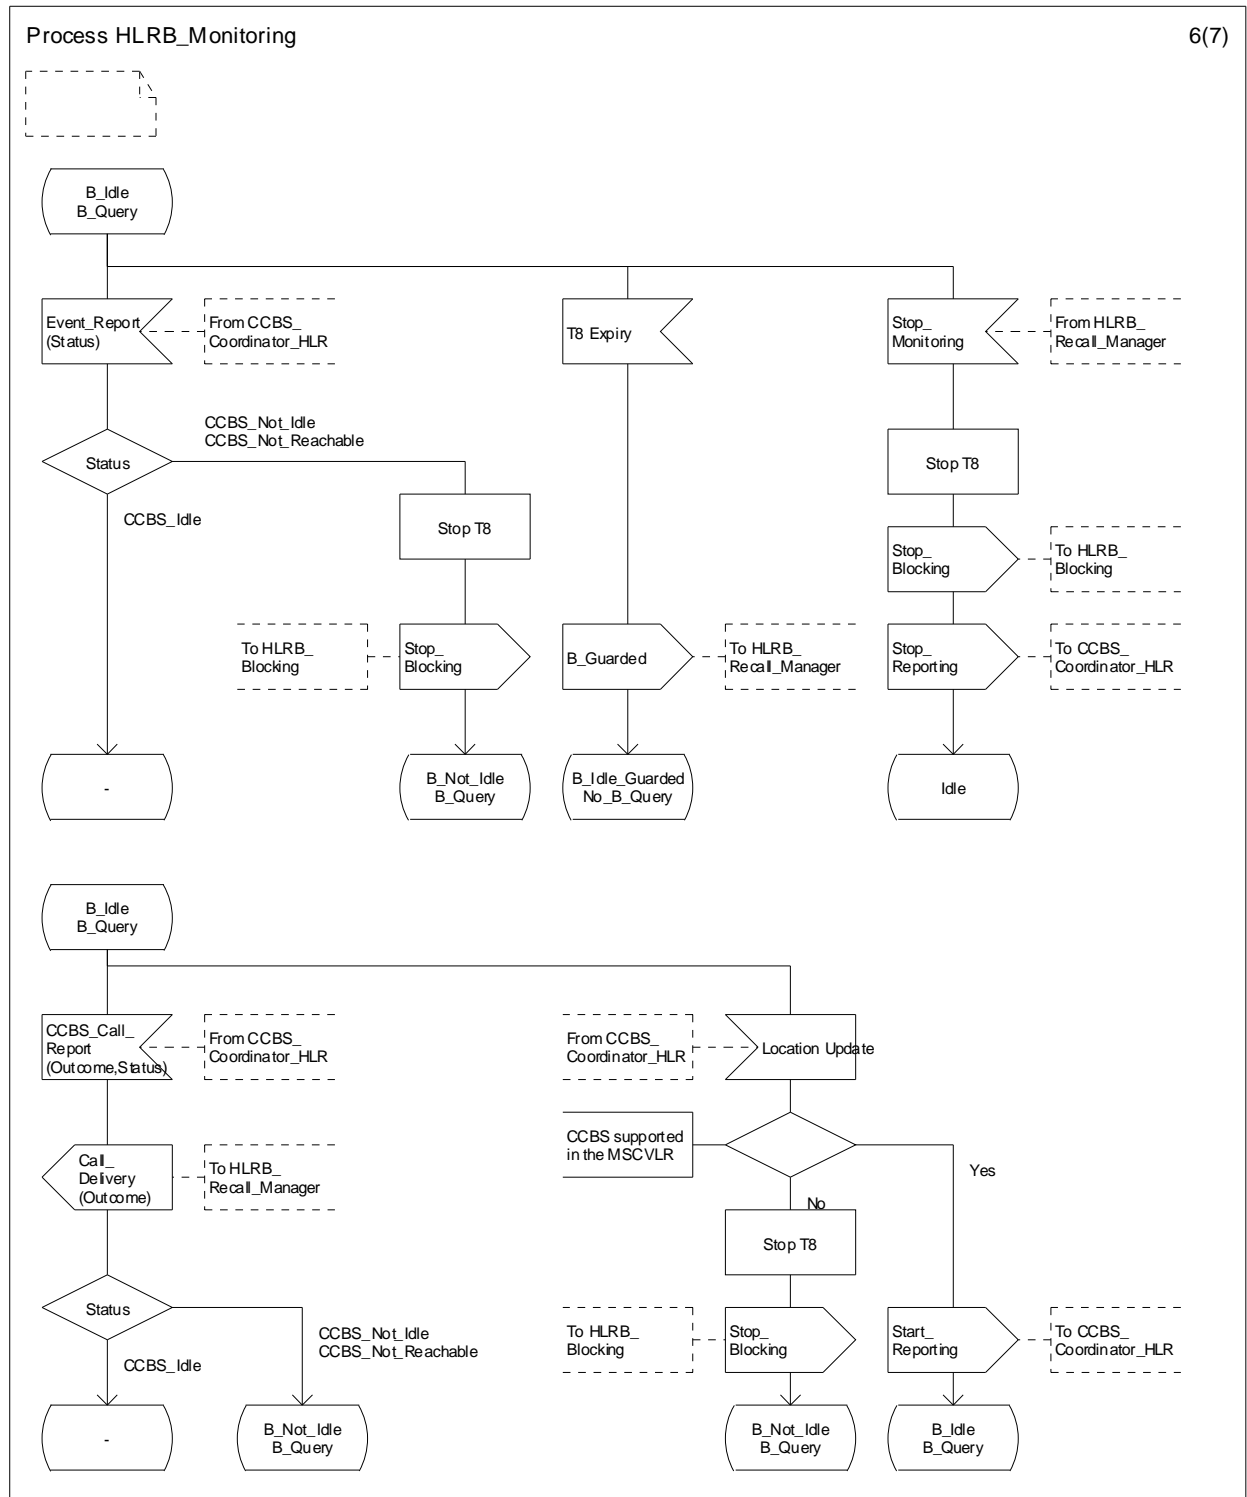 Process HLRB_Monitoring
6(7)
B_Idle
B_Query
Event_Report
(Status)
From CCBS_
Coordinator_HLR
T8 Expiry
Stop_
Monitoring
From HLRB_
Recall_Manager
CCBS_Not_Idle
CCBS_Not_Reachable
Status
Stop T8
CCBS_Idle
Stop T8
Stop_
Blocking
To HLRB_
Blocking
To HLRB_
Blocking
Stop_
Blocking
B_Guarded
To HLRB_
Recall_Manager
Stop_
Reporting
To CCBS_
Coordinator_HLR
-
B_Not_Idle
B_Query
B_Idle_Guarded
No_B_Query
Idle
B_Idle
B_Query
CCBS_Call_
Report
(Outcome,Status)
From CCBS_
Coordinator_HLR
From CCBS_
Coordinator_HLR
Location Update
CCBS supported
in the MSCVLR
Call_
Delivery
(Outcome)
To HLRB_
Recall_Manager
Yes
No
Stop T8
Status
CCBS_Not_Idle
CCBS_Not_Reachable
CCBS_Idle
To HLRB_
Blocking
Stop_
Blocking
Start_
Reporting
To CCBS_
Coordinator_HLR
-
B_Not_Idle
B_Query
B_Not_Idle
B_Query
B_Idle
B_Query